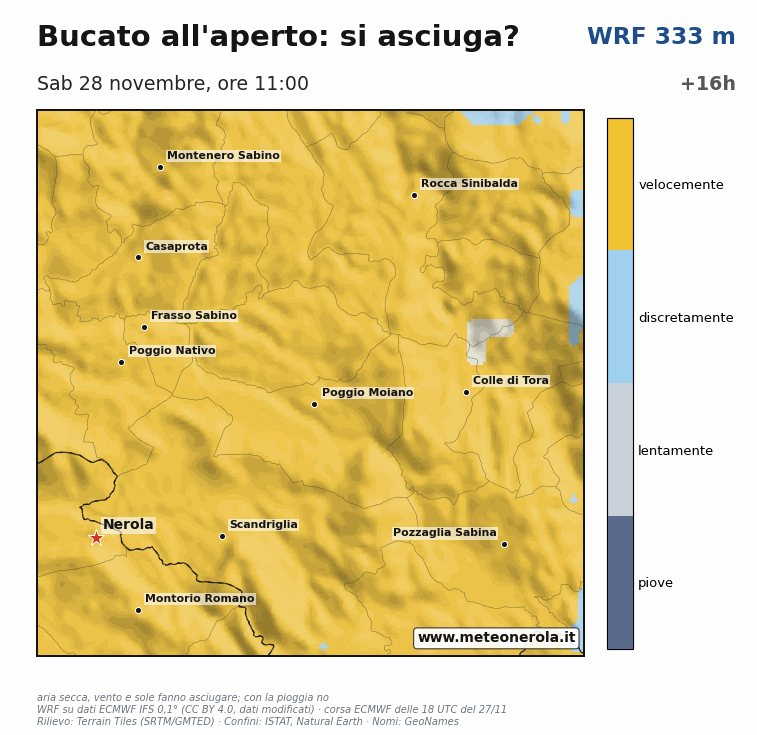 Bucato all'aperto: si asciuga?
WRF 333 m
Sab 28 novembre, ore 11:00
+16h
Montenero Sabino
Rocca Sinibalda
velocemente
Casaprota
Frasso Sabino
discretamente
Poggio Nativo
Colle di Tora
Poggio Moiano
lentamente
Nerola
Scandriglia
Pozzaglia Sabina
piove
Montorio Romano
www.meteonerola.it
aria secca, vento e sole fanno asciugare; con la pioggia no
WRF su dati ECMWF IFS 0,1° (CC BY 4.0, dati modificati) · corsa ECMWF delle 18 UTC del 27/11
Rilievo: Terrain Tiles (SRTM/GMTED) · Confini: ISTAT, Natural Earth · Nomi: GeoNames